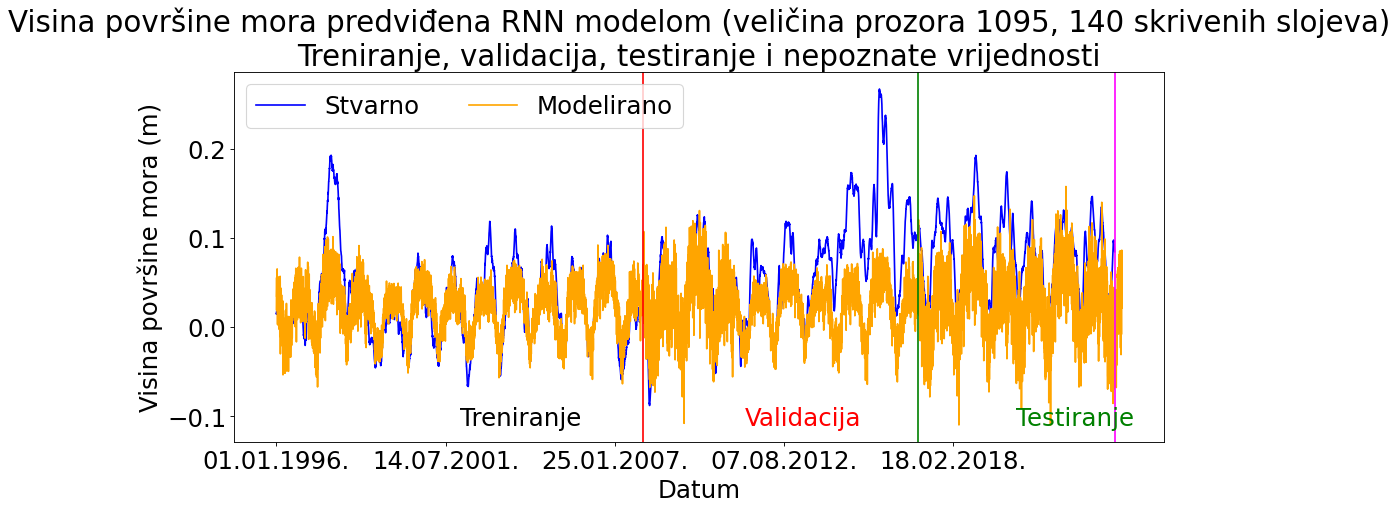 Visina površine mora predviđena RNN modelom (veličina prozora 1095, 140 skrivenih slojeva)
Treniranje, validacija, testiranje i nepoznate vrijednosti
Stvarno
Modelirano
Visina površine mora (m)
0.2
0.1
0.0
−0.1
Treniranje
Validacija
Testiranje
01.01.1996.
14.07.2001.
25.01.2007.
07.08.2012.
18.02.2018.
Datum